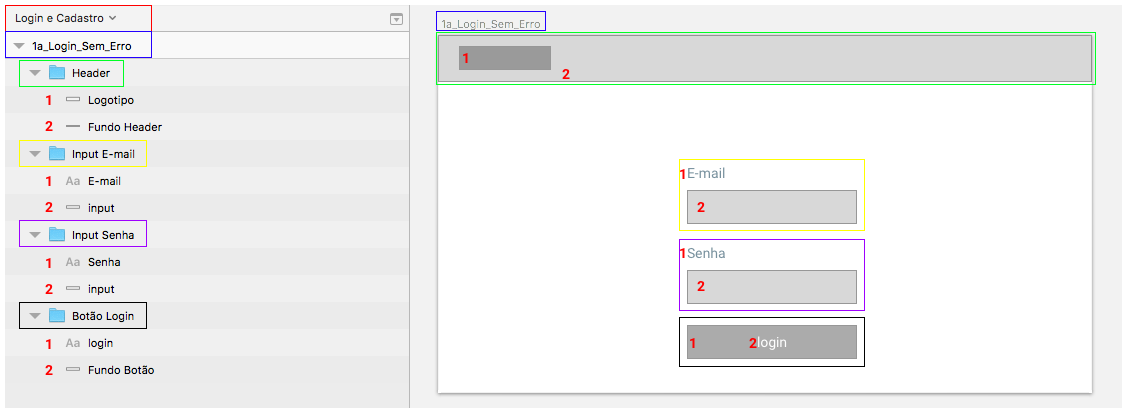 Login e Cadastro
1a_Login_Sem_Erro
Header
1 Logotipo
2 Fundo Header
Input E-mail
1 Aa E-mail
2 input
Input Senha
1 Aa Senha
2 input
Botão Login
1 Aa login
2 Fundo Botão
1a_Login_Sem_Erro
1
2
1 E-mail
2
1 Senha
2
1 2 login